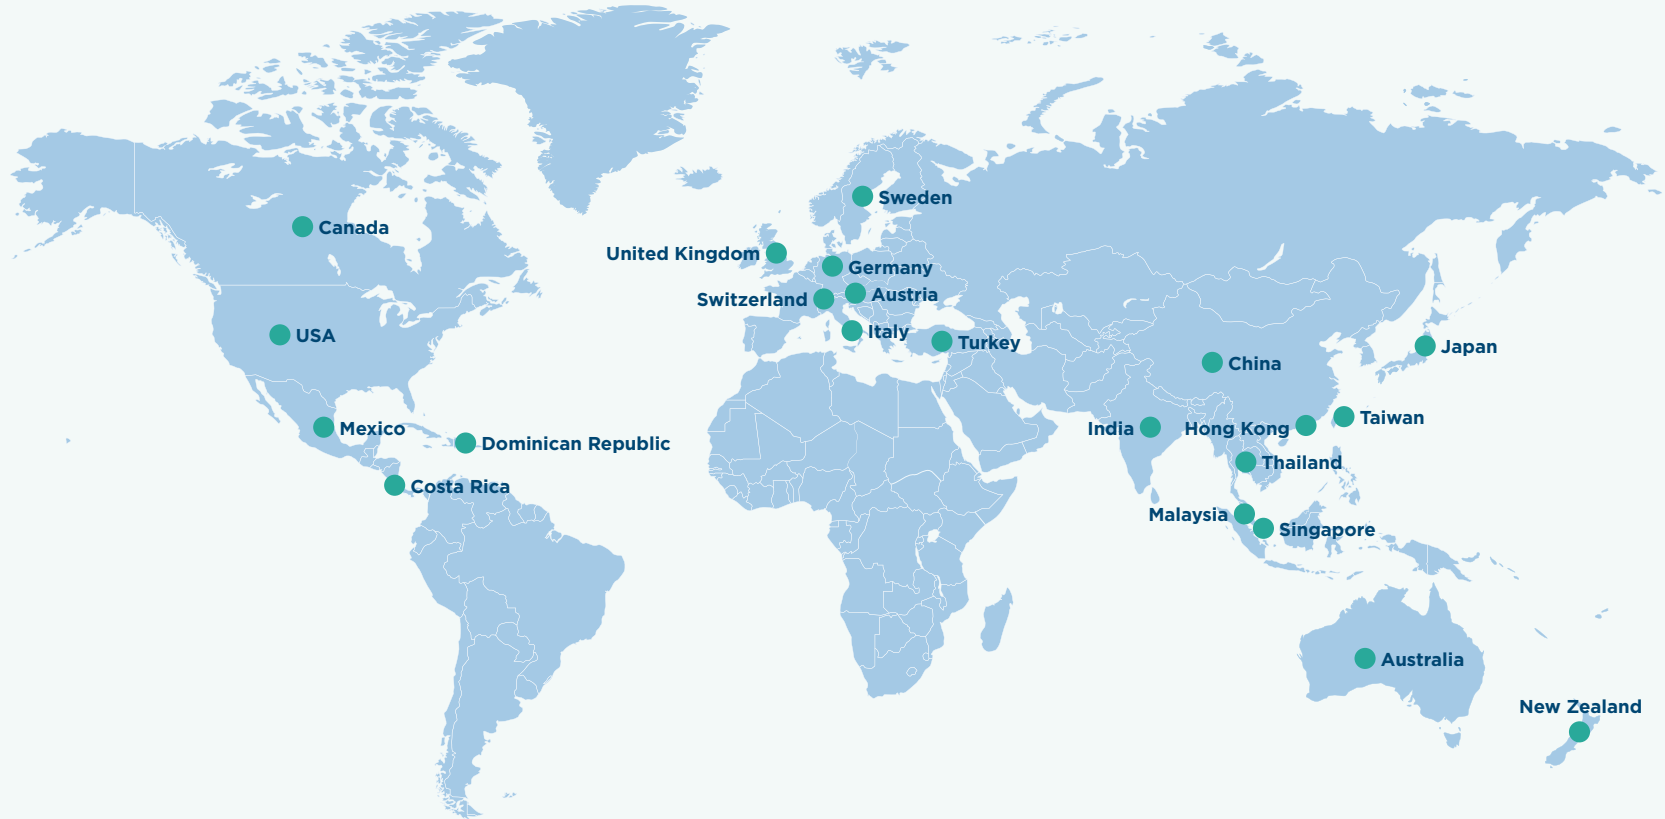 Sweden
Canada
United Kingdom
Germany
Switzerland
Austria
Italy
USA
Turkey
Japan
China
Taiwan
Mexico
India
Hong Kong
Dominican Republic
Thailand
Costa Rica
Malaysia
Singapore
Australia
New Zealand